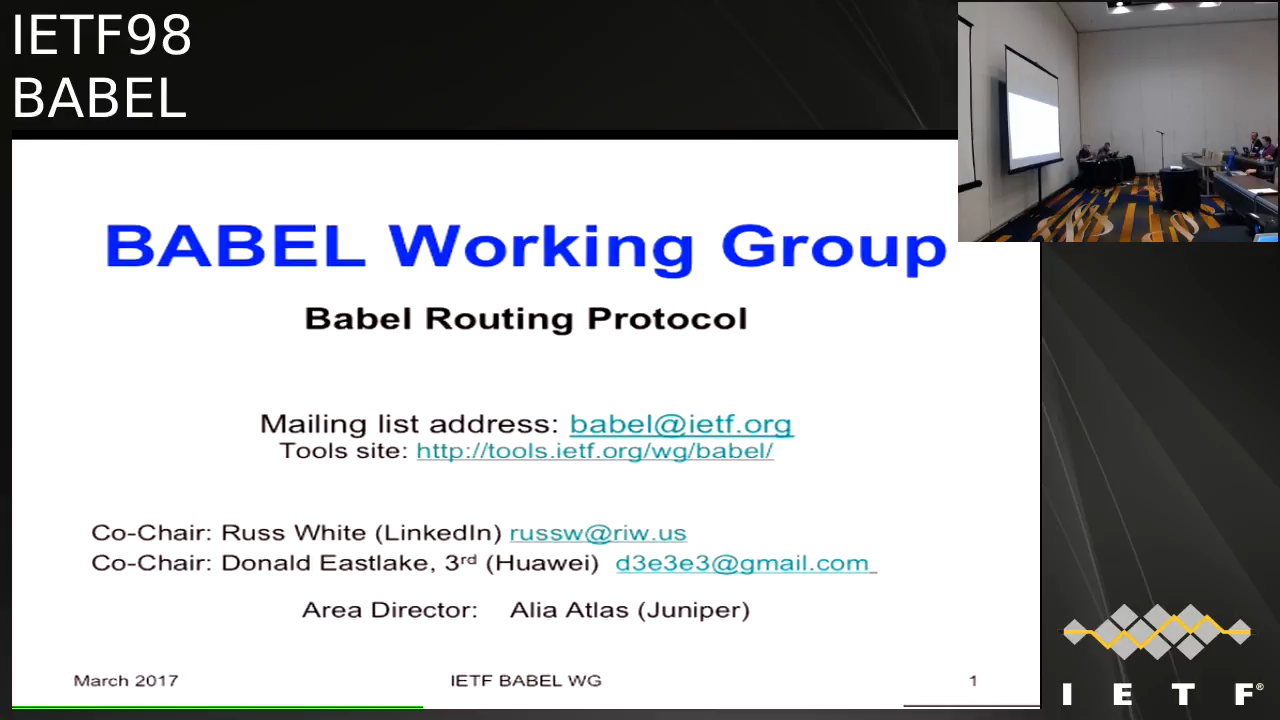 IETF98
BABEL
BABEL Working Group
Babel Routing Protocol
Mailing list address: babel@ietf.org
Tools site: http://tools.ietf.org/wg/babel/
Co-Chair: Russ White (LinkedIn) russw@riw.us
Co-Chair: Donald Eastlake, 3rd (Huawei) d3e3e3@gmail.com
Area Director: Alia Atlas (Juniper)
March 2017 IETF BABEL WG 1
I E T F®